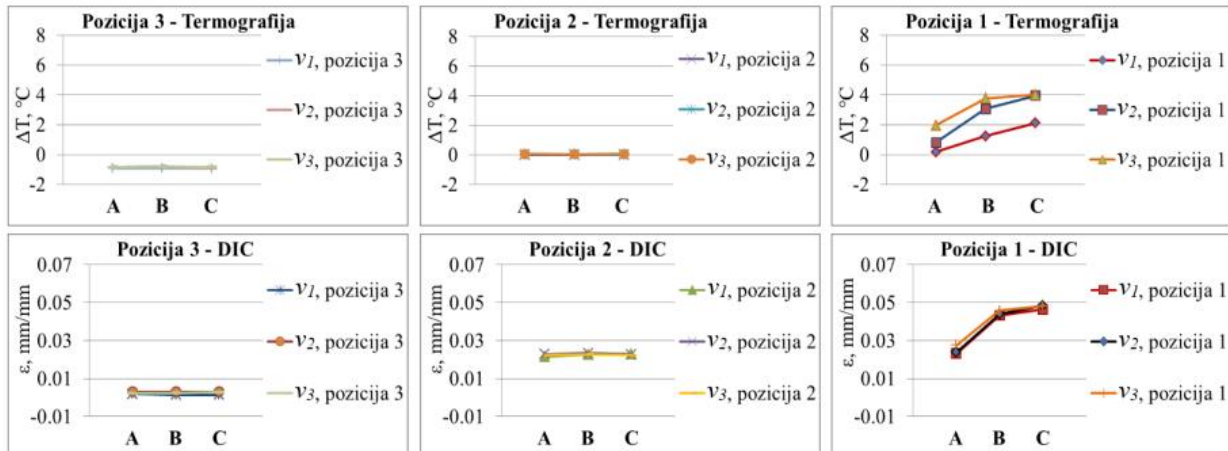 Pozicija 3 - Termografija
8
6
4
2
0
-2
ΔT, °C
A B C
v1, pozicija 3
v2, pozicija 3
v3, pozicija 3
Pozicija 2 - Termografija
8
6
4
2
0
-2
ΔT, °C
A B C
v1, pozicija 2
v2, pozicija 2
v3, pozicija 2
Pozicija 1 - Termografija
8
6
4
2
0
-2
ΔT, °C
A B C
v1, pozicija 1
v2, pozicija 1
v3, pozicija 1
Pozicija 3 - DIC
0.07
0.05
0.03
0.01
-0.01
ε, mm/mm
A B C
v1, pozicija 3
v2, pozicija 3
v3, pozicija 3
Pozicija 2 - DIC
0.07
0.05
0.03
0.01
-0.01
ε, mm/mm
A B C
v1, pozicija 2
v2, pozicija 2
v3, pozicija 2
Pozicija 1 - DIC
0.07
0.05
0.03
0.01
-0.01
ε, mm/mm
A B C
v1, pozicija 1
v2, pozicija 1
v3, pozicija 1